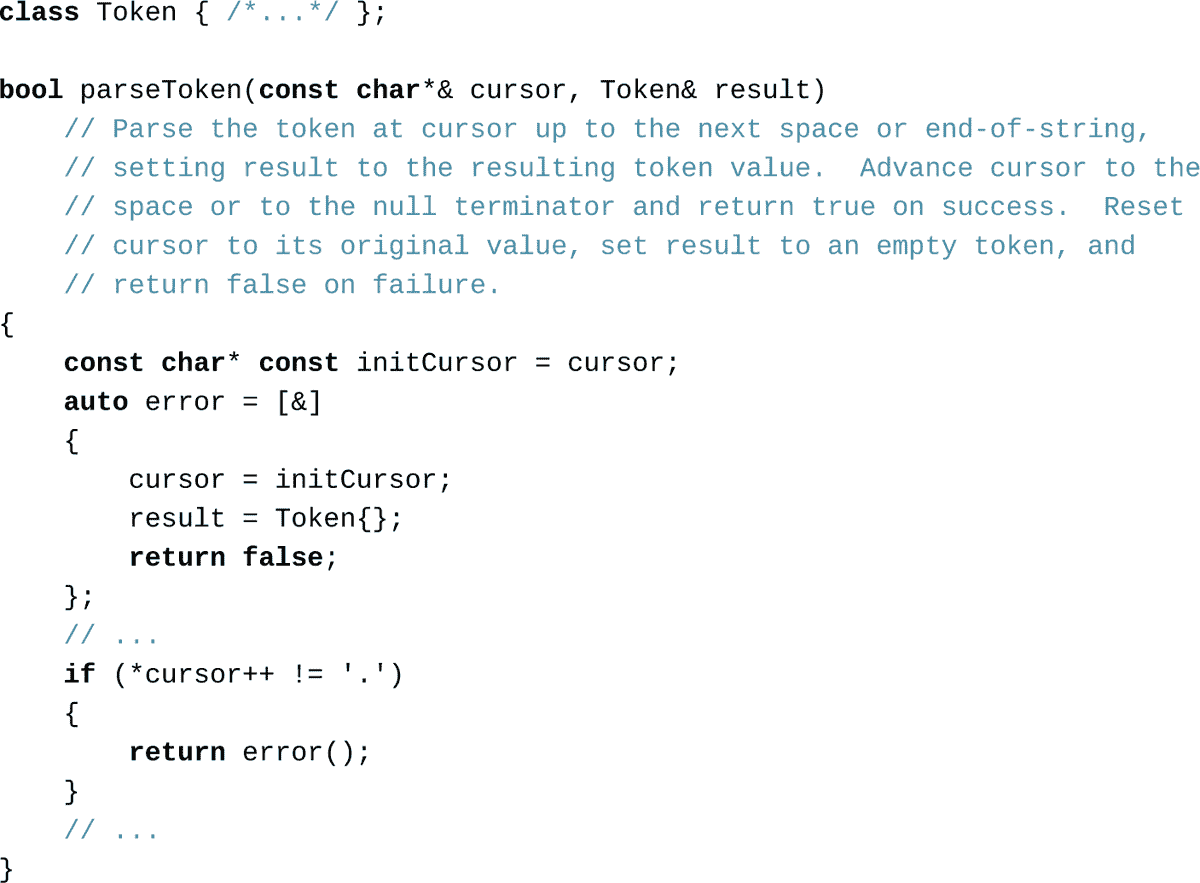 class Token { /*...*/ };

bool parseToken(const char*& cursor, Token& result)
    // Parse the token at cursor up to the next space or end-of-string,
    // setting result to the resulting token value.  Advance cursor to the
    // space or to the null terminator and return true on success.  Reset
    // cursor to its original value, set result to an empty token, and
    // return false on failure.
{
    const char* const initCursor = cursor;
    auto error = [&]
    {
        cursor = initCursor;
        result = Token{};
        return false;
    };
    // ...
    if (*cursor++ != '.')
    {
        return error();
    }
    // ...
}